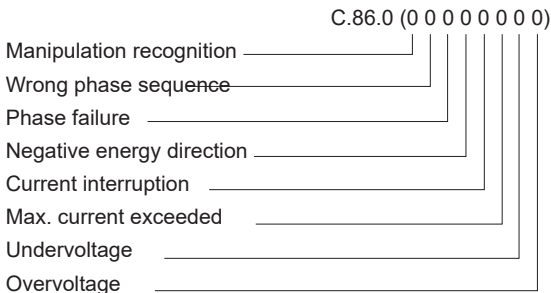 C.86.0 (0 0 0 0 0 0 0 0)
Manipulation recognition
Wrong phase sequence
Phase failure
Negative energy direction
Current interruption
Max. current exceeded
Undervoltage
Overvoltage